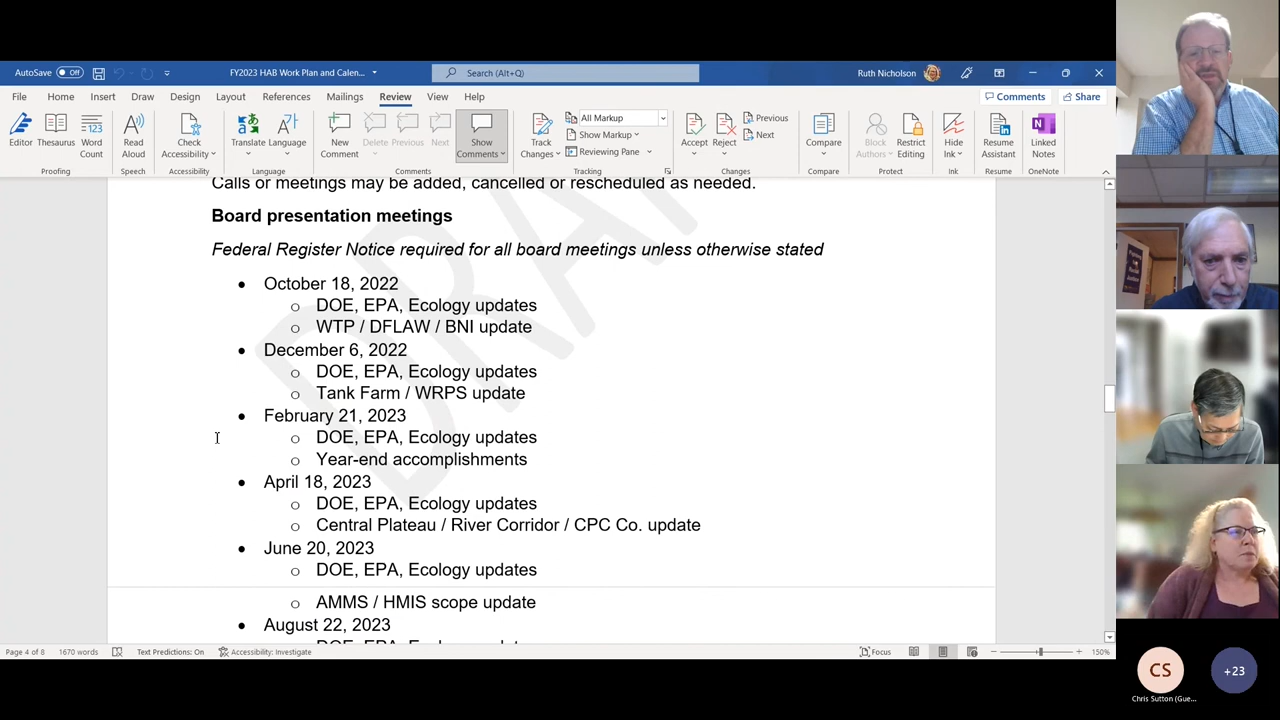 AutoSave Off FY2023 HAB Work Plan and Calen... Search (Alt+Q) Ruth Nicholson
File Home Insert Draw Design Layout References Mailings Review View Help Comments Share
Editor Thesaurus Word Count Read Aloud Check Accessibility Translate Language New Comment Delete Previous Next Show Comments Track Changes All Markup Show Markup Reviewing Pane Accept Reject Previous Next Compare Block Authors Restrict Editing Hide Ink Resume Assistant Linked Notes
Proofing Speech Accessibility Language Comments Tracking Changes Compare Protect Ink Resume OneNote
Calls or meetings may be added, cancelled or rescheduled as needed.
Board presentation meetings
Federal Register Notice required for all board meetings unless otherwise stated
• October 18, 2022
o DOE, EPA, Ecology updates
o WTP / DFLAW / BNI update
• December 6, 2022
o DOE, EPA, Ecology updates
o Tank Farm / WRPS update
• February 21, 2023
o DOE, EPA, Ecology updates
o Year-end accomplishments
• April 18, 2023
o DOE, EPA, Ecology updates
o Central Plateau / River Corridor / CPC Co. update
• June 20, 2023
o DOE, EPA, Ecology updates
o AMMS / HMIS scope update
• August 22, 2023
DRAFT
Page 4 of 8 1670 words Text Predictions: On Accessibility: Investigate Focus 150%
CS
+23
Chris Sutton (Gue...